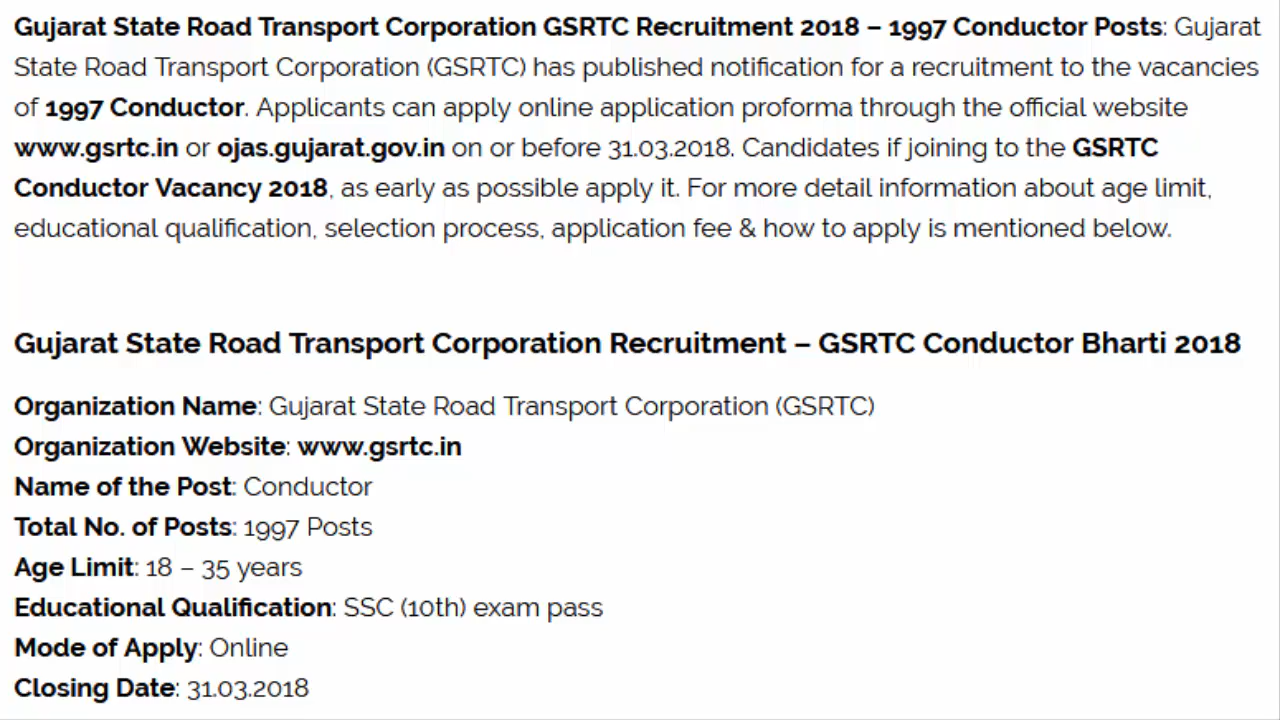 Gujarat State Road Transport Corporation GSRTC Recruitment 2018 – 1997 Conductor Posts: Gujarat
State Road Transport Corporation (GSRTC) has published notification for a recruitment to the vacancies
of 1997 Conductor. Applicants can apply online application proforma through the official website
www.gsrtc.in or ojas.gujarat.gov.in on or before 31.03.2018. Candidates if joining to the GSRTC
Conductor Vacancy 2018, as early as possible apply it. For more detail information about age limit,
educational qualification, selection process, application fee & how to apply is mentioned below.
Gujarat State Road Transport Corporation Recruitment – GSRTC Conductor Bharti 2018
Organization Name: Gujarat State Road Transport Corporation (GSRTC)
Organization Website: www.gsrtc.in
Name of the Post: Conductor
Total No. of Posts: 1997 Posts
Age Limit: 18 – 35 years
Educational Qualification: SSC (10th) exam pass
Mode of Apply: Online
Closing Date: 31.03.2018